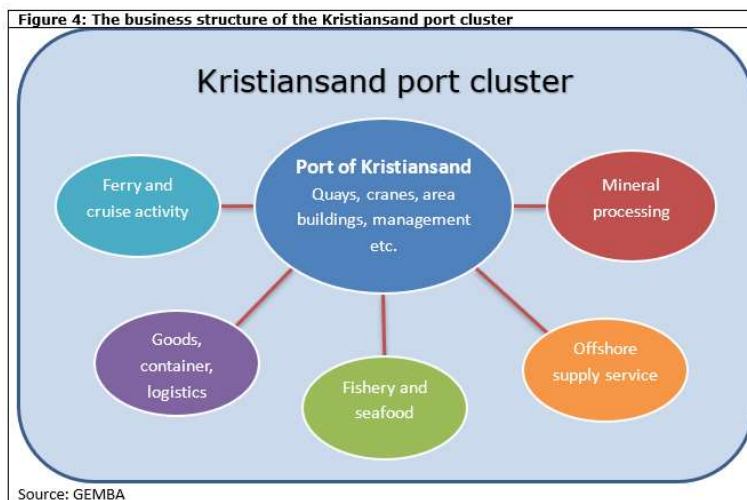 Figure 4: The business structure of the Kristiansand port cluster
Kristiansand port cluster
Port of Kristiansand
Quays, cranes, area
buildings, management
etc.
Ferry and
cruise activity
Mineral
processing
Goods,
container,
logistics
Fishery and
seafood
Offshore
supply service
Source: GEMBA